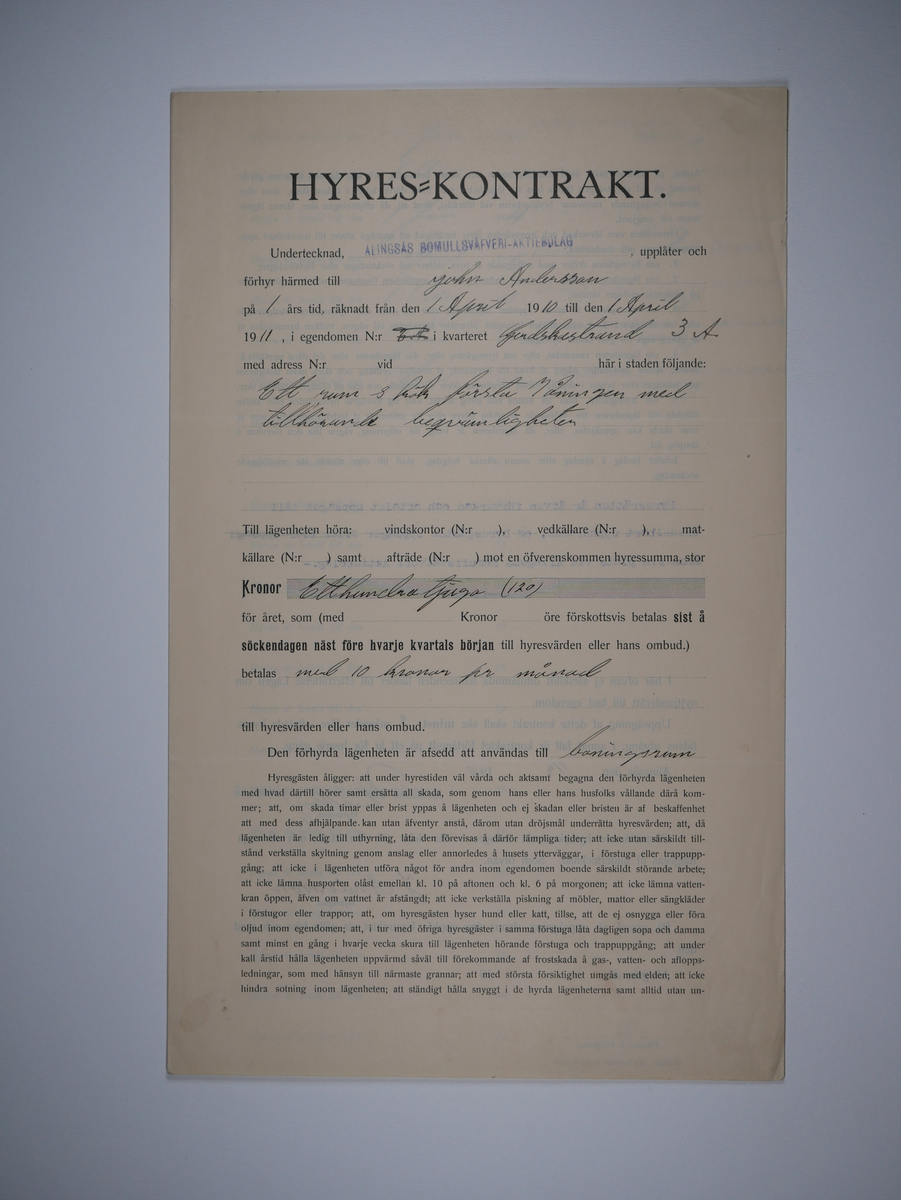 HYRES=KONTRAKT.
Undertecknad, ALINGSÅS BOMULLSVÄFVERI-AKTIEBOLAG, upplåter och
förhyr härmed till John Andersson
på 1 års tid, räknadt från den 1 April 1910 till den 1 April
1911, i egendomen N:r i kvarteret 3 A
med adress N:r vid här i staden följande:
Ett rum & kök första Våningen med
tillhörande beqvämligheter
Till lägenheten höra: vindskontor (N:r ), vedkällare (N:r ), mat-
källare (N:r ) samt afträde (N:r ) mot en öfverenskommen hyressumma, stor
Kronor Etthundratjugo (120)
för året, som (med Kronor öre förskottsvis betalas sist å
söckendagen näst före hvarje kvartals början till hyresvärden eller hans ombud.)
betalas med 10 kronor pr månad
till hyresvärden eller hans ombud.
Den förhyrda lägenheten är afsedd att användas till boningsrum
Hyresgästen åligger: att under hyrestiden väl vårda och aktsamt begagna den förhyrda lägenheten
med hvad därtill hörer samt ersätta all skada, som genom hans eller hans husfolks vållande därå kom-
mer; att, om skada timar eller brist yppas å lägenheten och ej skadan eller bristen är af beskaffenhet
att med dess afhjälpande kan utan äfventyr anstå, därom utan dröjsmål underrätta hyresvärden; att, då
lägenheten är ledig till uthyrning, låta den förevisas å därför lämpliga tider; att icke utan särskildt till-
stånd verkställa skyltning genom anslag eller annorledes å husets ytterväggar, i förstuga eller trappupp-
gång; att icke i lägenheten utföra något för andra inom egendomen boende särskildt störande arbete;
att icke lämna husporten olåst emellan kl. 10 på aftonen och kl. 6 på morgonen; att icke lämna vatten-
kran öppen, äfven om vattnet är afstängdt; att icke verkställa piskning af möbler, mattor eller sängkläder
i förstugor eller trappor; att, om hyresgästen hyser hund eller katt, tillse, att de ej osnygga eller föra
oljud inom egendomen; att, i tur med öfriga hyresgäster i samma förstuga låta dagligen sopa och damma
samt minst en gång i hvarje vecka skura till lägenheten hörande förstuga och trappuppgång; att under
kall årstid hålla lägenheten uppvärmd såväl till förekommande af frostskada å gas-, vatten- och aflopps-
ledningar, som med hänsyn till närmaste grannar; att med största försiktighet umgås med elden; att icke
hindra sotning inom lägenheten; att ständigt hålla snyggt i de hyrda lägenheterna samt alltid utan un-